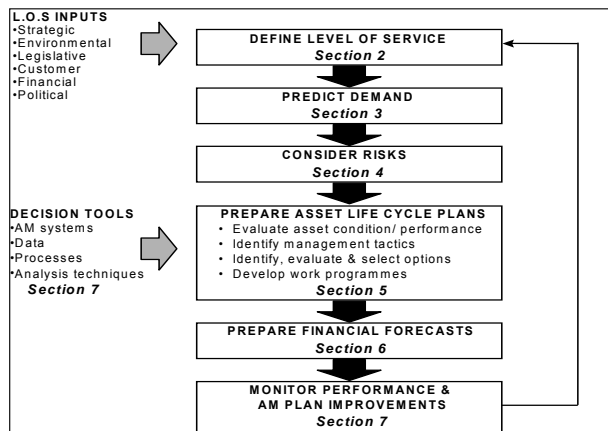 L.O.S INPUTS
•Strategic
•Environmental
•Legislative
•Customer
•Financial
•Political
DEFINE LEVEL OF SERVICE
Section 2
PREDICT DEMAND
Section 3
CONSIDER RISKS
Section 4
DECISION TOOLS
•AM systems
•Data
•Processes
•Analysis techniques
Section 7
PREPARE ASSET LIFE CYCLE PLANS
• Evaluate asset condition/ performance
• Identify management tactics
• Identify, evaluate & select options
• Develop work programmes
Section 5
PREPARE FINANCIAL FORECASTS
Section 6
MONITOR PERFORMANCE &
AM PLAN IMPROVEMENTS
Section 7